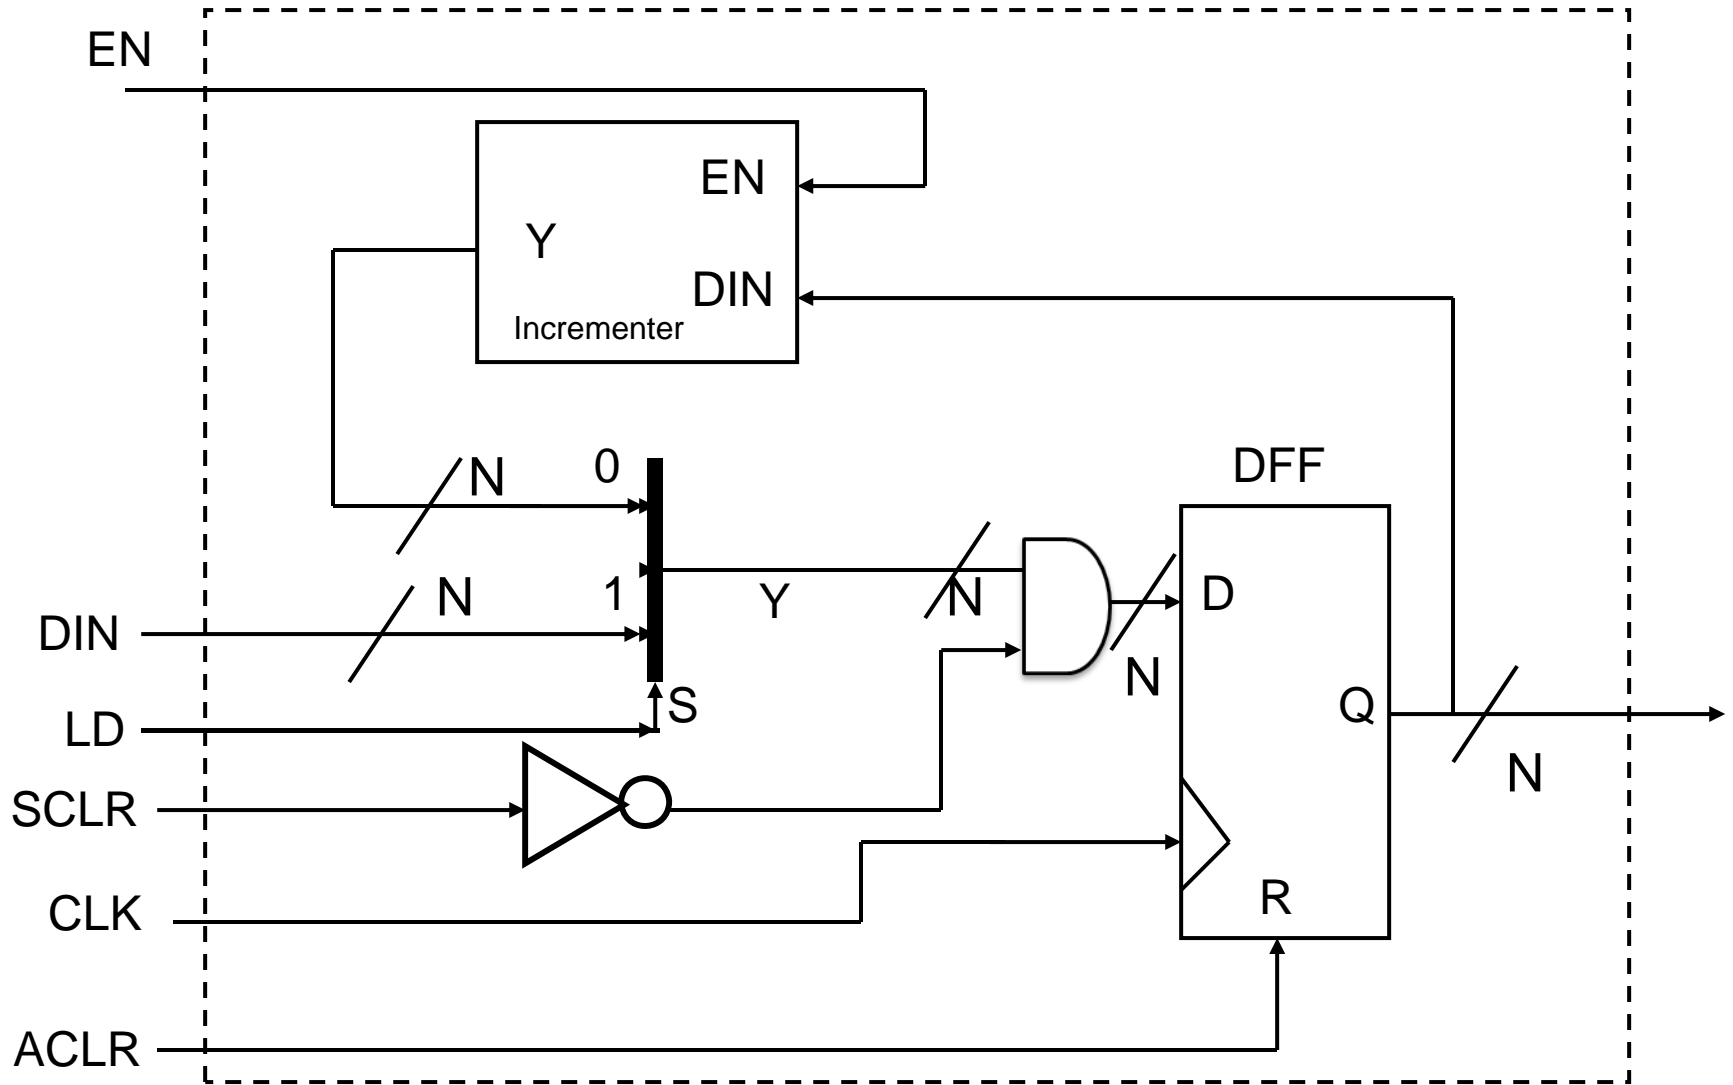 EN
EN
Y
DIN
Incrementer
0
N
DFF
1
N
DIN
Y
N
D
N
LD
S
Q
N
SCLR
CLK
R
ACLR